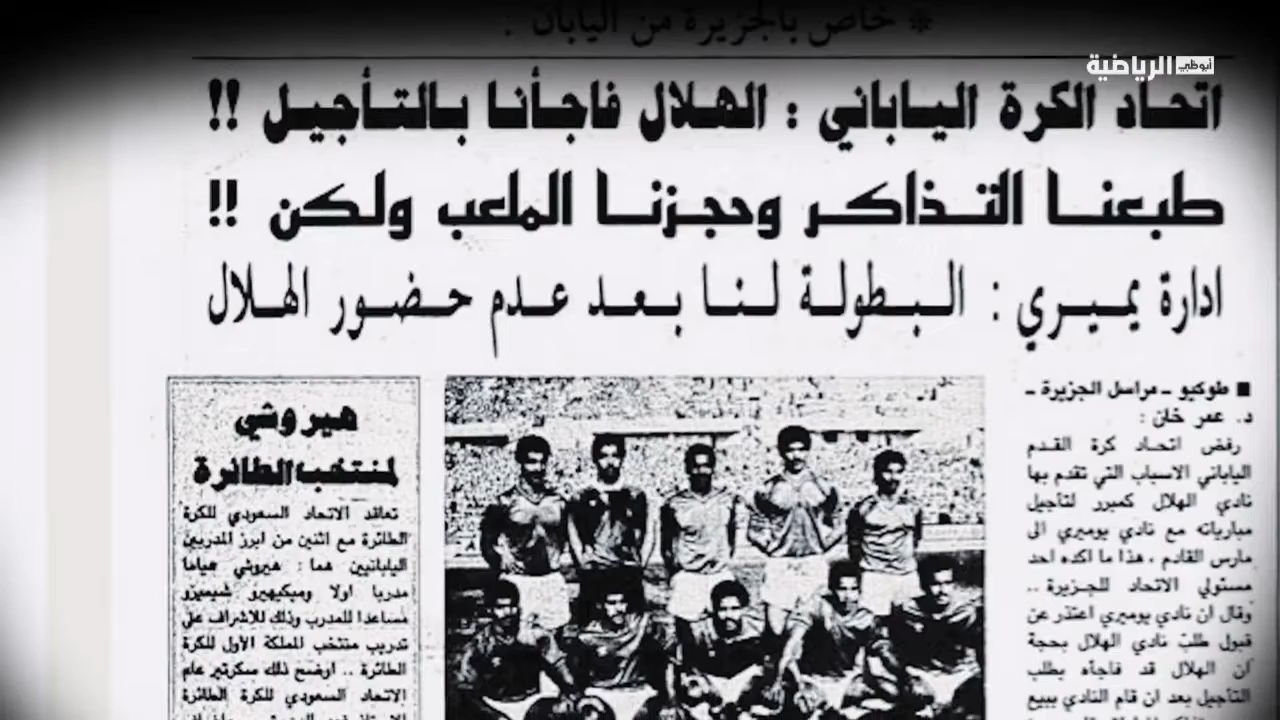 * خاص بالجزيرة من اليابان .
أبوظبي الرياضية
اتحاد الكرة الياباني : الهلال فاجأنا بالتأجيل !!
طبعنا التذاكر وحجزنا الملعب ولكن !!
ادارة يميري : البطولة لنا بعد عدم حضور الهلال
■ طوكيو - مراسل الجزيرة -
د. عمر خان :
رفض اتحاد كرة القدم
الياباني الاسباب التي تقدم بها
نادي الهلال كمبرر لتأجيل
مباراته مع نادي يوميري الى
مارس القادم ، هذا ما اكده احد
مسئولي الاتحاد للجزيرة ..
وقال ان نادي يوميري اعتذر عن
قبول طلب نادي الهلال بحجة
ان الهلال قد فاجأه بطلب
التأجيل بعد ان قام النادي ببيع
هيروشي
لمنتخب الطائرة
تعاقد الاتحاد السعودي للكرة
الطائرة مع اثنين من ابرز المدربين
اليابانيين هما : هيروشي هياما
مدربا اولا وميكيهيرو شيميزو
مساعدا للمدرب وذلك للاشراف على
تدريب منتخب المملكة الأول للكرة
الطائرة .. اوضح ذلك سكرتير عام
الاتحاد السعودي للكرة الطائرة